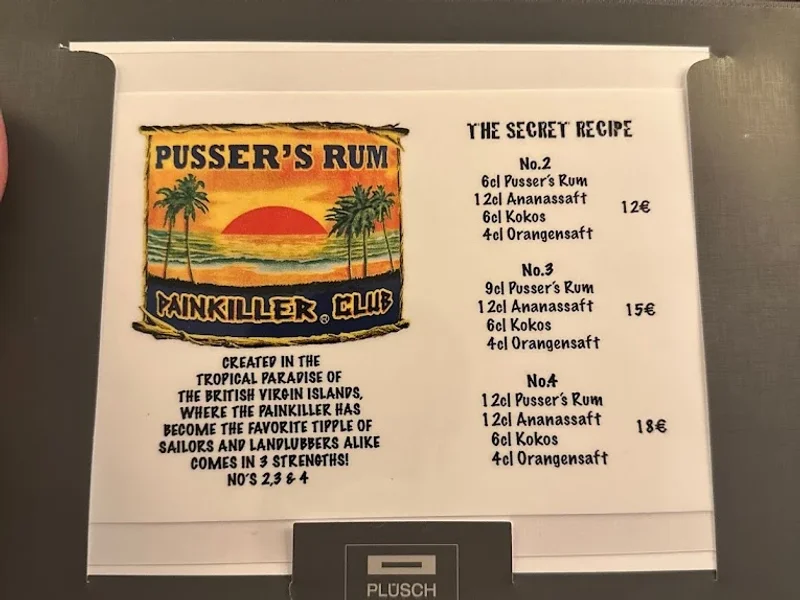 PUSSER'S RUM
PAINKILLER® CLUB
CREATED IN THE
TROPICAL PARADISE OF
THE BRITISH VIRGIN ISLANDS,
WHERE THE PAINKILLER HAS
BECOME THE FAVORITE TIPPLE OF
SAILORS AND LANDLUBBERS ALIKE
COMES IN 3 STRENGTHS!
NO'S 2,3 & 4
THE SECRET RECIPE
No.2
6cl Pusser's Rum
12cl Ananassaft
6cl Kokos
4cl Orangensaft
12€
No.3
9cl Pusser's Rum
12cl Ananassaft
6cl Kokos
4cl Orangensaft
15€
No.4
12cl Pusser's Rum
12cl Ananassaft
6cl Kokos
4cl Orangensaft
18€
PLÜSCH